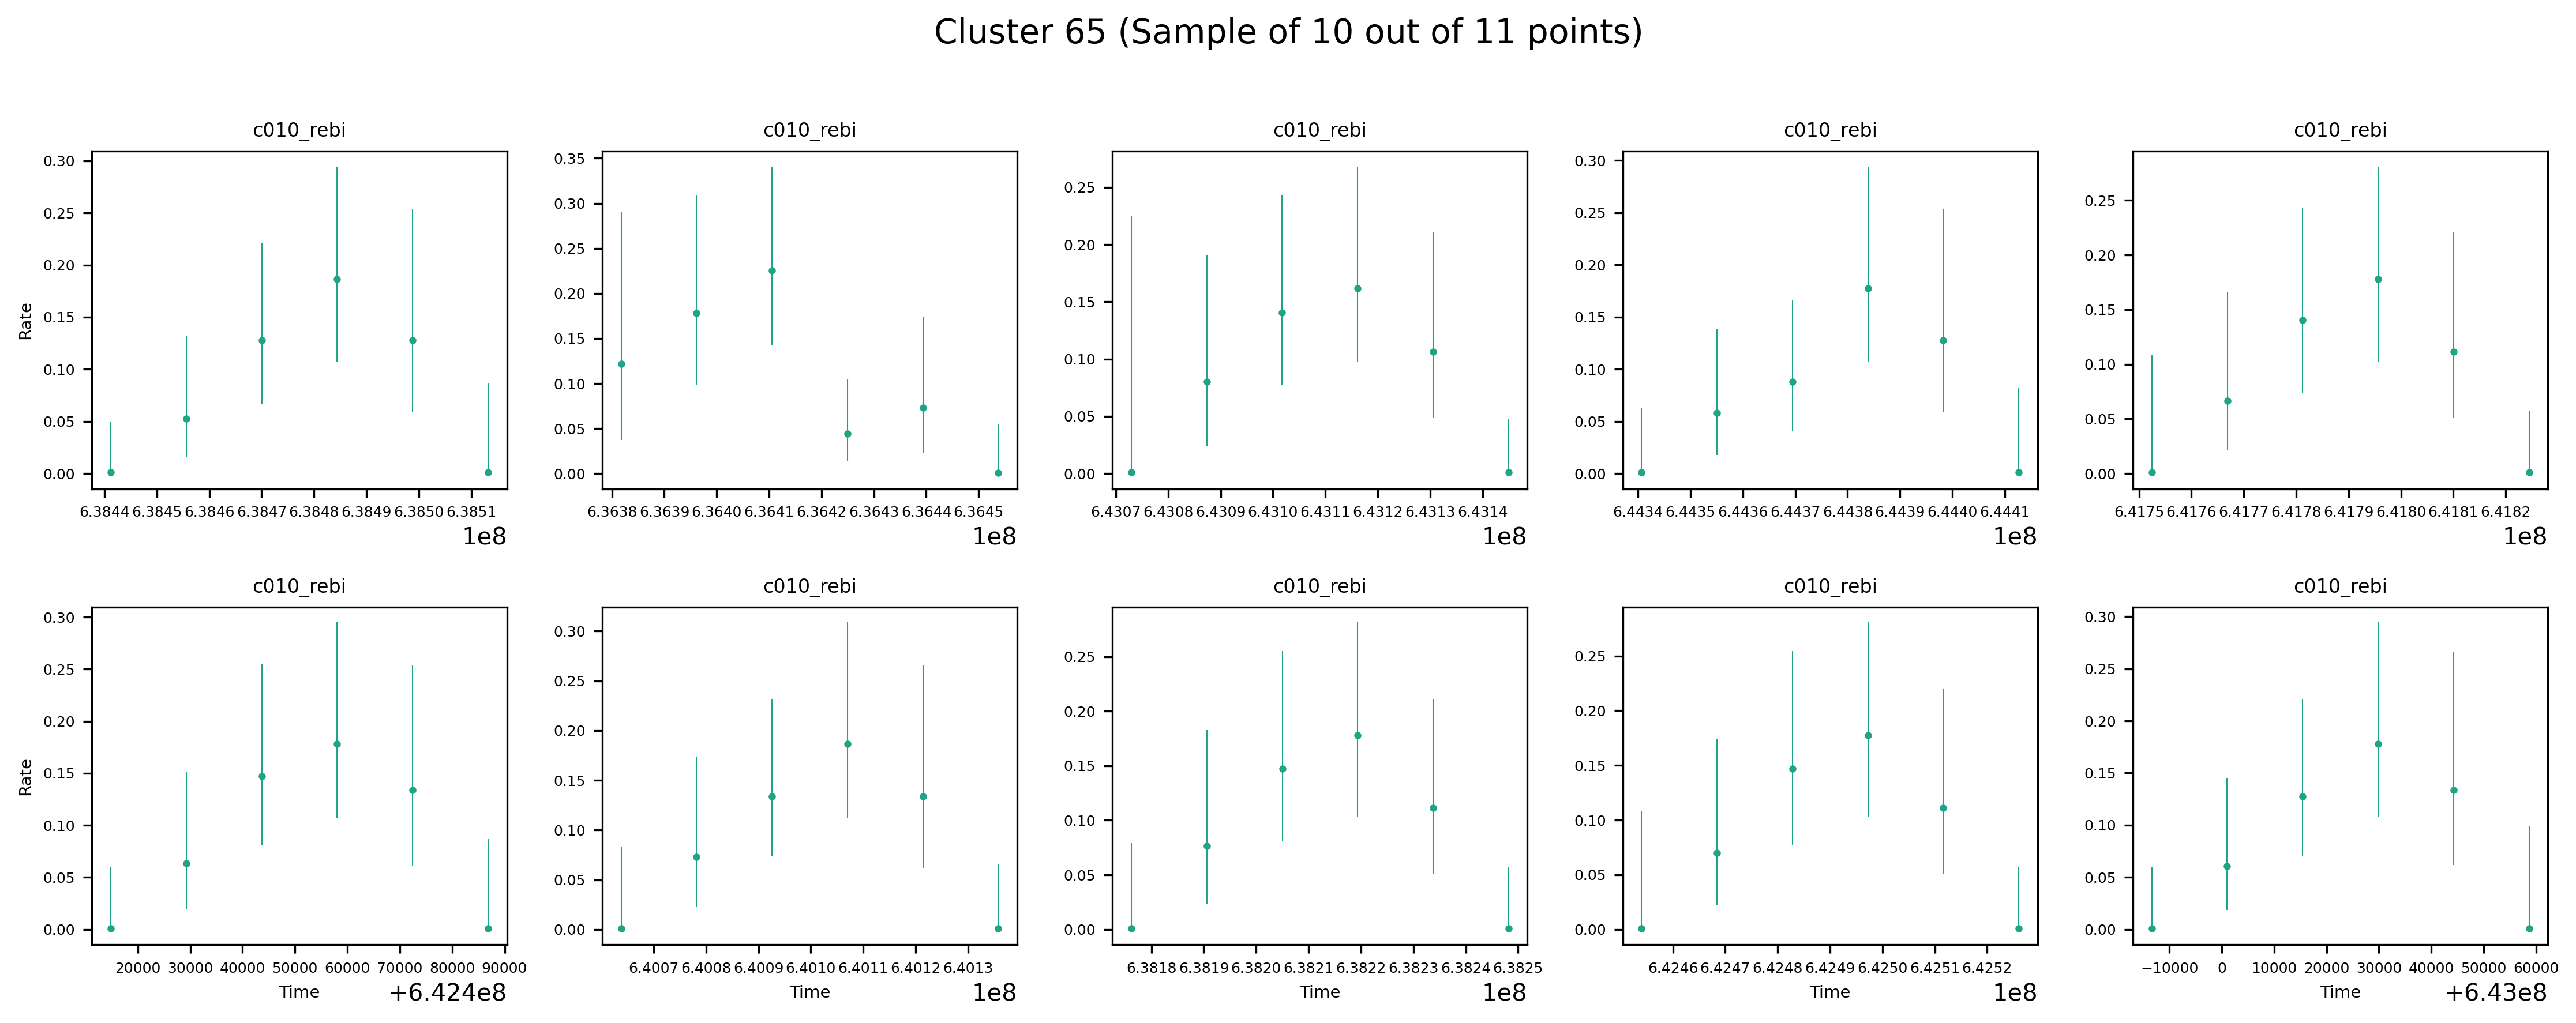 Cluster 65 (Sample of 10 out of 11 points)
c010_rebi c010_rebi c010_rebi c010_rebi c010_rebi
Rate
0.30 0.25 0.20 0.15 0.10 0.05 0.00
6.3844 6.3845 6.3846 6.3847 6.3848 6.3849 6.3850 6.3851
1e8
0.35 0.30 0.25 0.20 0.15 0.10 0.05 0.00
6.3638 6.3639 6.3640 6.3641 6.3642 6.3643 6.3644 6.3645
1e8
0.25 0.20 0.15 0.10 0.05 0.00
6.4307 6.4308 6.4309 6.4310 6.4311 6.4312 6.4313 6.4314
1e8
0.30 0.25 0.20 0.15 0.10 0.05 0.00
6.4434 6.4435 6.4436 6.4437 6.4438 6.4439 6.4440 6.4441
1e8
0.25 0.20 0.15 0.10 0.05 0.00
6.4175 6.4176 6.4177 6.4178 6.4179 6.4180 6.4181 6.4182
1e8
c010_rebi c010_rebi c010_rebi c010_rebi c010_rebi
Rate
0.30 0.25 0.20 0.15 0.10 0.05 0.00
20000 30000 40000 50000 60000 70000 80000 90000
Time +6.424e8
0.30 0.25 0.20 0.15 0.10 0.05 0.00
6.4007 6.4008 6.4009 6.4010 6.4011 6.4012 6.4013
Time 1e8
0.25 0.20 0.15 0.10 0.05 0.00
6.3818 6.3819 6.3820 6.3821 6.3822 6.3823 6.3824 6.3825
Time 1e8
0.25 0.20 0.15 0.10 0.05 0.00
6.4246 6.4247 6.4248 6.4249 6.4250 6.4251 6.4252
Time 1e8
0.30 0.25 0.20 0.15 0.10 0.05 0.00
−10000 0 10000 20000 30000 40000 50000 60000
Time +6.43e8